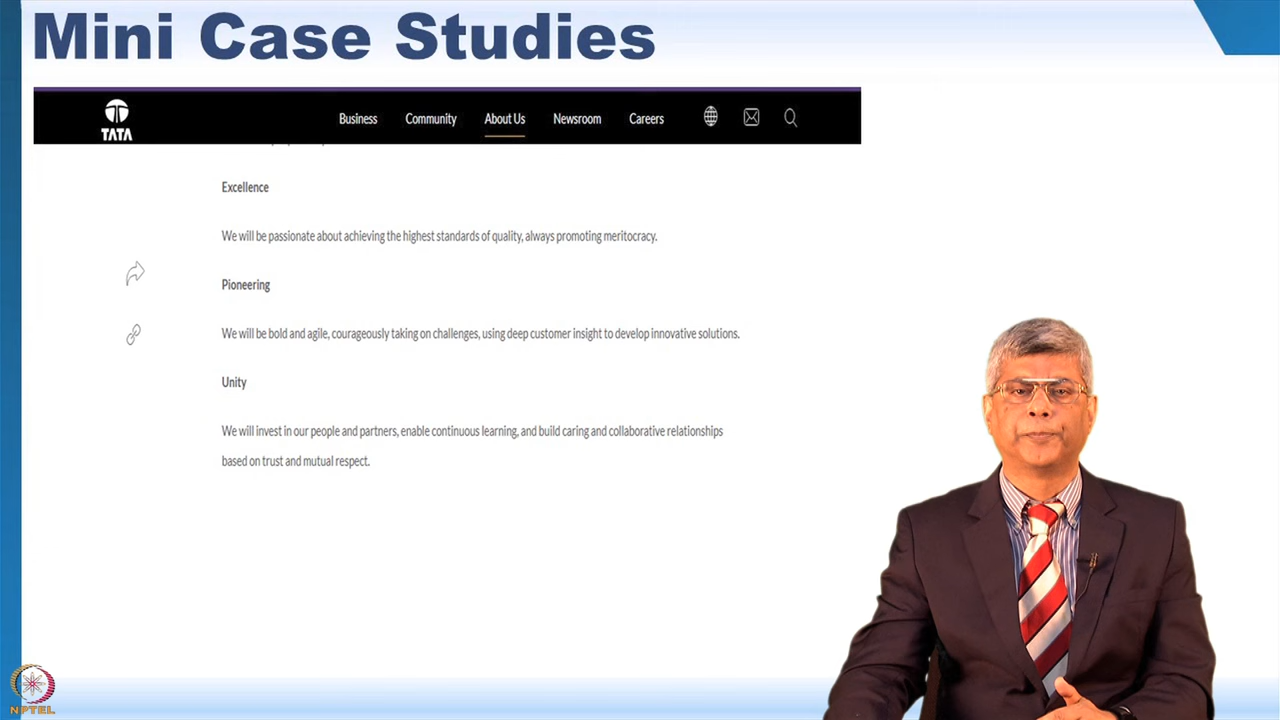 Mini Case Studies
TATA
Business Community About Us Newsroom Careers
Excellence
We will be passionate about achieving the highest standards of quality, always promoting meritocracy.
Pioneering
We will be bold and agile, courageously taking on challenges, using deep customer insight to develop innovative solutions.
Unity
We will invest in our people and partners, enable continuous learning, and build caring and collaborative relationships
based on trust and mutual respect.
NPTEL